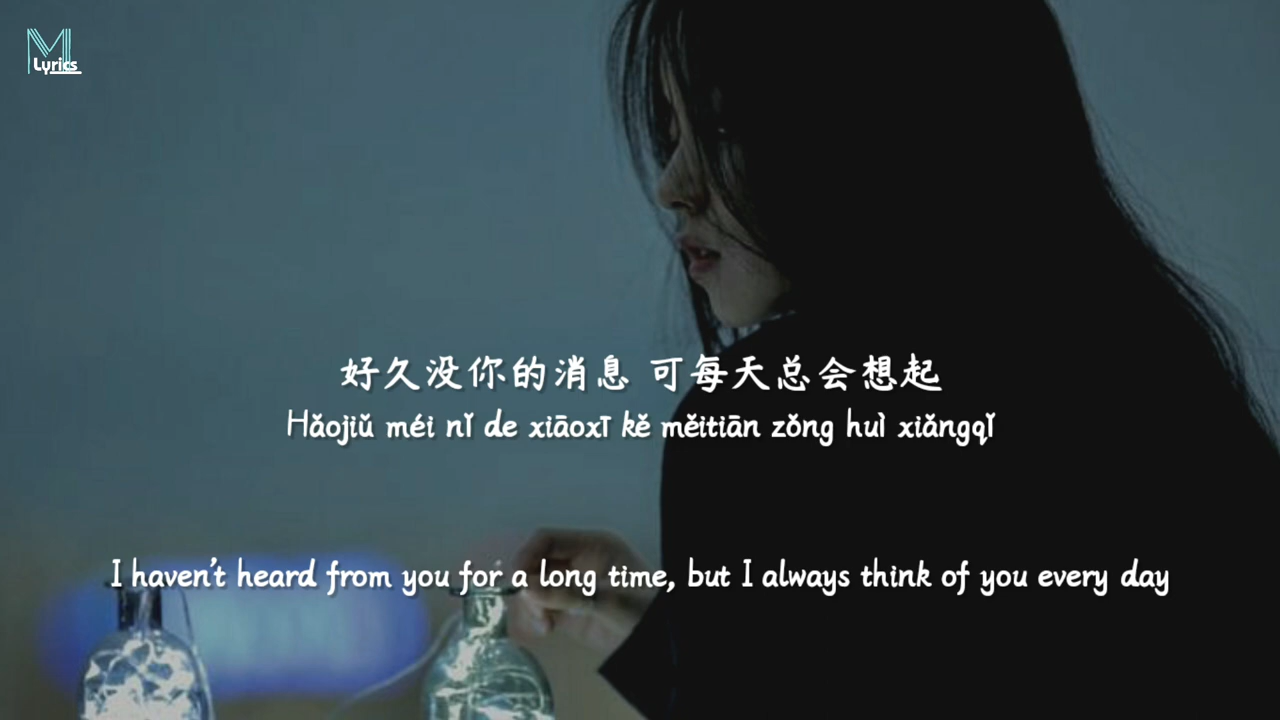 M
Lyrics
好久没你的消息 可每天总会想起
Hǎojiǔ méi nǐ de xiāoxī kě měitiān zǒng huì xiǎngqǐ
I haven't heard from you for a long time, but I always think of you every day